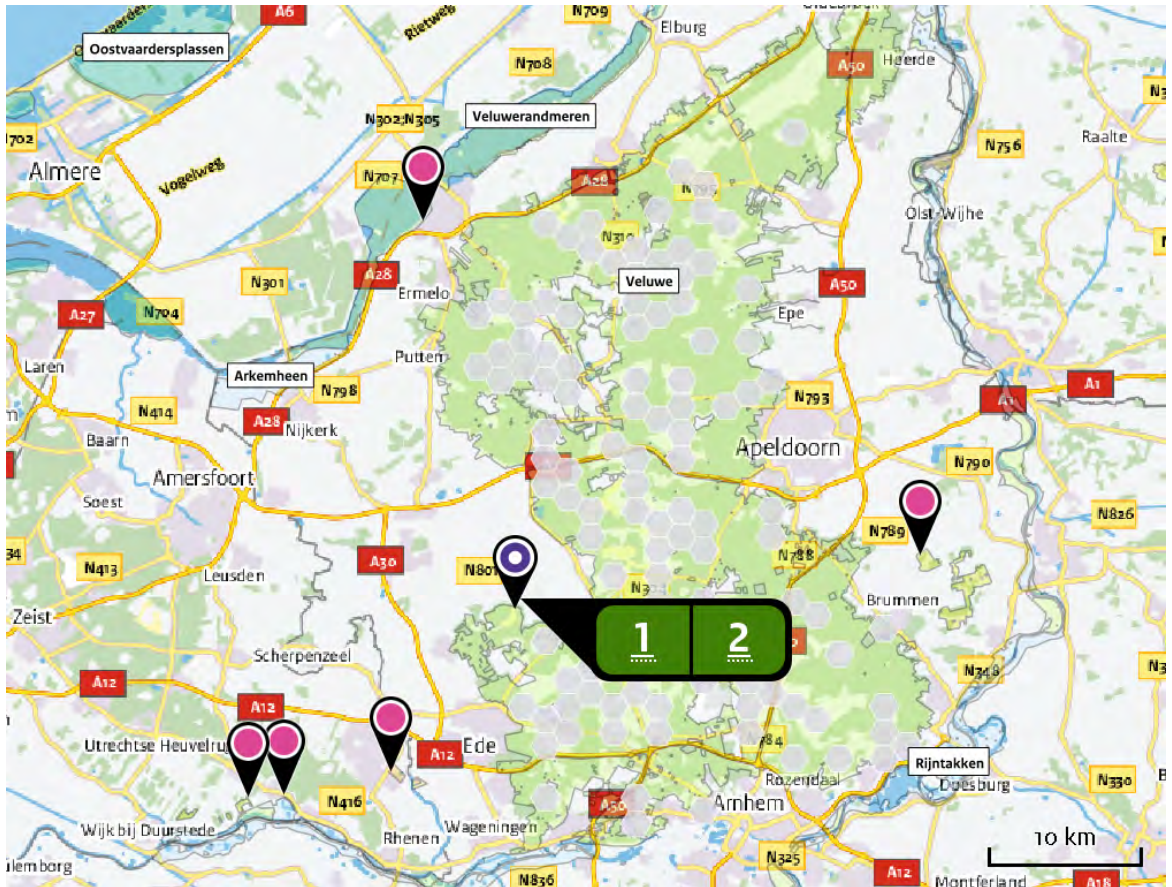 A6
N709
Elburg
Rietweg
Oostvaardersplassen
N708
A50
Heerde
Veluwerandmeren
N302;N305
N702
Raalte
N756
Almere
Vogelweg
N707
A28
Olst-Wijhe
N310
A28
Veluwe
N301
A50
Ermelo
A27
N704
Epe
Laren
Putten
Arkemheen
N798
A1
N793
N414
A28
Nijkerk
Baarn
Apeldoorn
N790
Amersfoort
Soest
N826
N789
34
A30
N788
N413
Leusden
N801
Brummen
Zeist
1
2
Scherpenzeel
N348
A12
A12
Utrechtse Heuvelrug
Ede
A12
N784
Rijntakken
Rozendaal
Doesburg
N330
N416
A50
Arnhem
Wijk bij Duurstede
Rhenen
Wageningen
10 km
N325
N836
A12
Montferland
A18